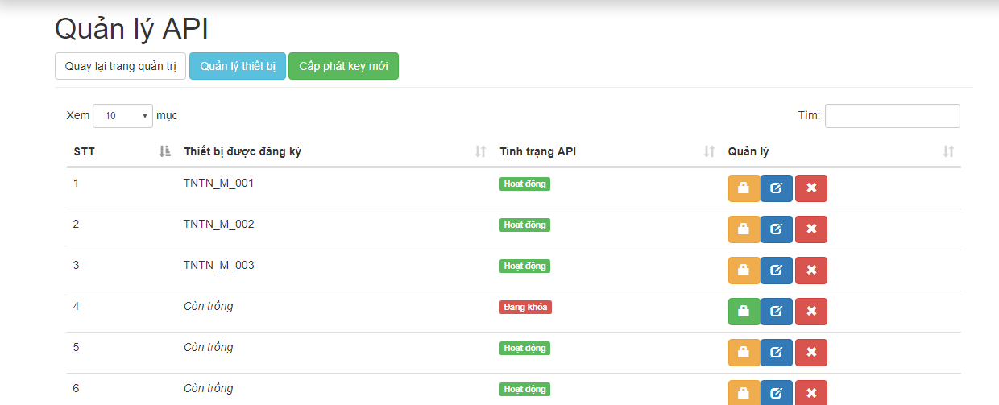 Quản lý API
Quay lại trang quản trị Quản lý thiết bị Cấp phát key mới
Xem 10 mục Tìm:
STT Thiết bị được đăng ký Tình trạng API Quản lý
1 TNTN_M_001 Hoạt động
2 TNTN_M_002 Hoạt động
3 TNTN_M_003 Hoạt động
4 Còn trống Đang khóa
5 Còn trống Hoạt động
6 Còn trống Hoạt động